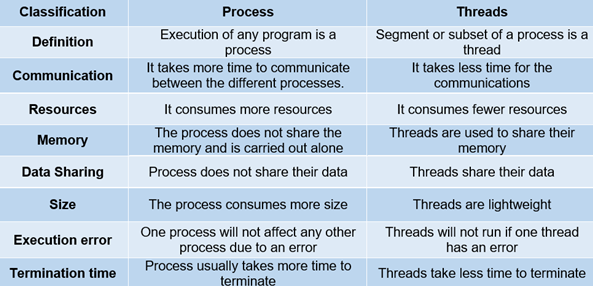 Classification Process Threads
Definition Execution of any program is a process Segment or subset of a process is a thread
Communication It takes more time to communicate between the different processes. It takes less time for the communications
Resources It consumes more resources It consumes fewer resources
Memory The process does not share the memory and is carried out alone Threads are used to share their memory
Data Sharing Process does not share their data Threads share their data
Size The process consumes more size Threads are lightweight
Execution error One process will not affect any other process due to an error Threads will not run if one thread has an error
Termination time Process usually takes more time to terminate Threads take less time to terminate